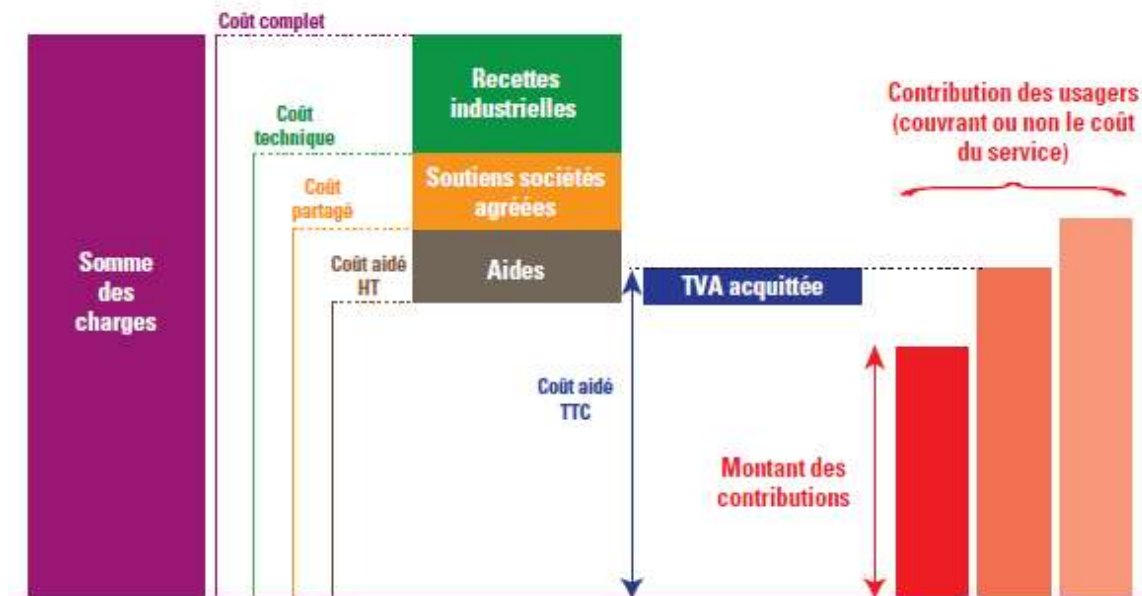 Coût complet
Somme
des
charges
Coût
technique
Coût
partagé
Coût aidé
HT
Recettes
industrielles
Soutiens sociétés
agréées
Aides
TVA acquittée
Coût aidé
TTC
Contribution des usagers
(couvrant ou non le coût
du service)
Montant des
contributions